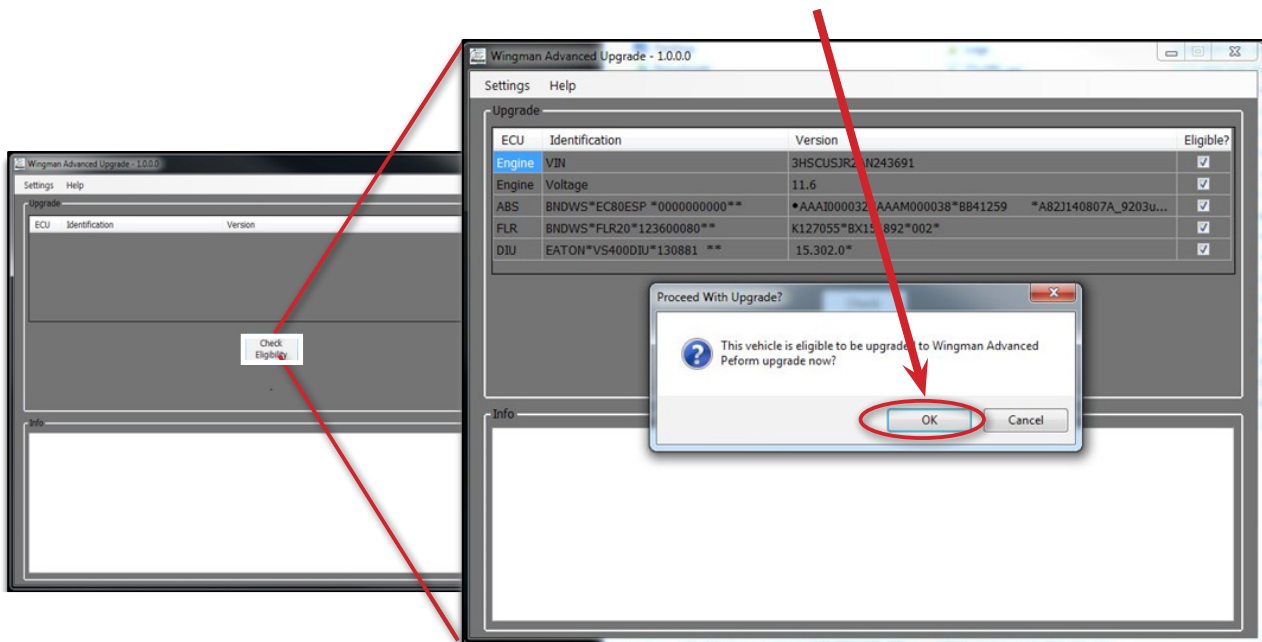 Wingman Advanced Upgrade - 1.0.0.0
Settings Help
Upgrade
ECU Identification Version
Check
Eligibility
Info
Wingman Advanced Upgrade - 1.0.0.0
Settings Help
Upgrade
ECU Identification Version Eligible?
Engine VIN
Engine Voltage 11.6
ABS BNDWS*EC80ESP *0000000000** *A82J140807A_9203u...
FLR BNDWS*FLR20*123600080**
DIU EATON*VS400DIU*130881 ** 15.302.0*
Proceed With Upgrade?
This vehicle is eligible to be upgraded to Wingman Advanced
Peform upgrade now?
OK Cancel
Info